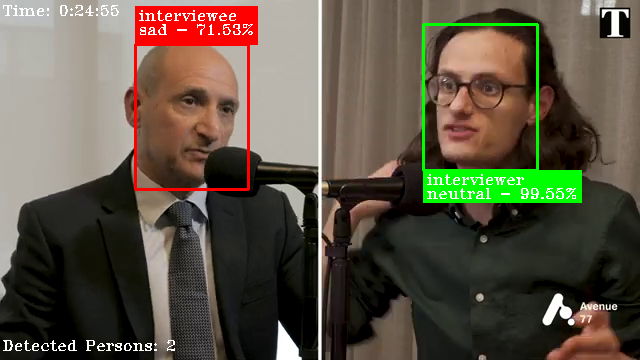 Time: 0:24:55
interviewee
sad - 71.53%
T
interviewer
neutral - 99.55%
Avenue
77
Detected Persons: 2